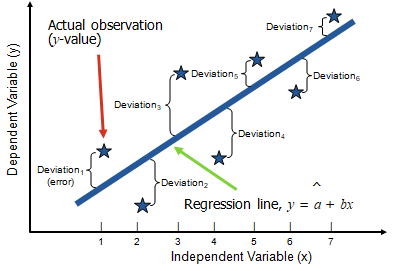 Actual observation
(y-value)
Deviation₇
Deviation₅
Deviation₃
Deviation₆
Deviation₄
Deviation₁
(error)
Deviation₂
Regression line, y = â + bx
Dependent Variable (y)
1 2 3 4 5 6 7
Independent Variable (x)